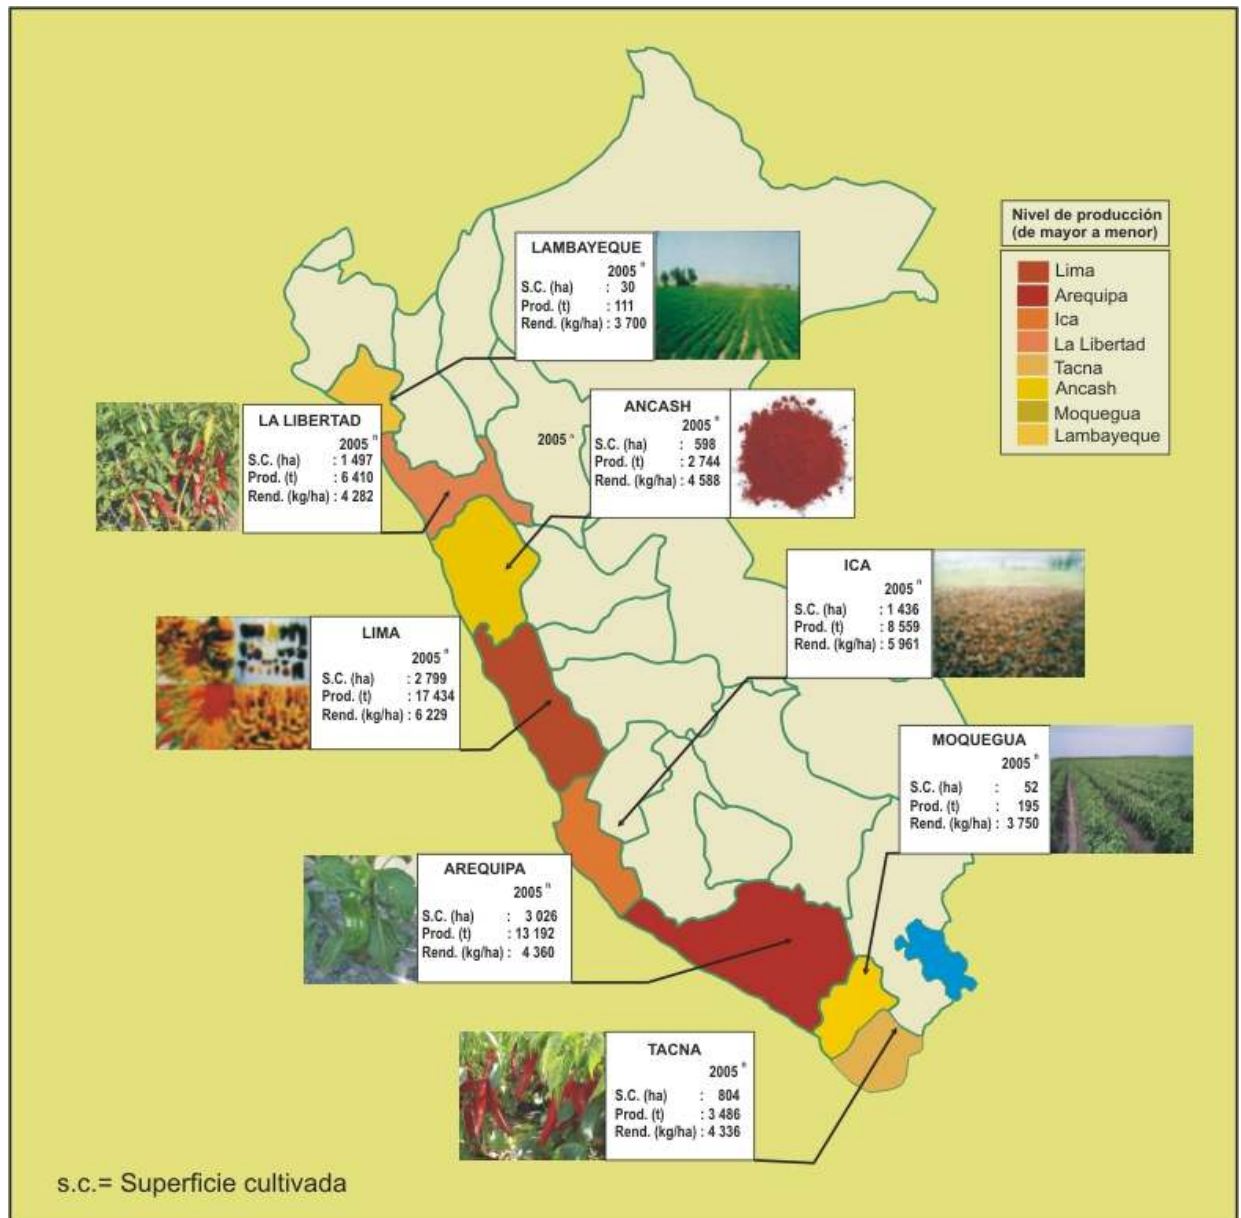 LAMBAYEQUE
2005 n
S.C. (ha) : 30
Prod. (t) : 111
Rend. (kg/ha) : 3 700
Nivel de producción
(de mayor a menor)
Lima
Arequipa
Ica
La Libertad
Tacna
Ancash
Moquegua
Lambayeque
LA LIBERTAD
2005 n
S.C. (ha) : 1 497
Prod. (t) : 6 410
Rend. (kg/ha) : 4 282
2005
ANCASH
2005
S.C. (ha) : 598
Prod. (t) : 2 744
Rend. (kg/ha) : 4 588
ICA
2005 n
S.C. (ha) : 1 436
Prod. (t) : 8 559
Rend. (kg/ha) : 5 961
LIMA
2005 n
S.C. (ha) : 2 799
Prod. (t) : 17 434
Rend. (kg/ha) : 6 229
MOQUEGUA
2005 n
S.C. (ha) : 52
Prod. (t) : 195
Rend. (kg/ha) : 3 750
AREQUIPA
2005 n
S.C. (ha) : 3 026
Prod. (t) : 13 192
Rend. (kg/ha) : 4 360
TACNA
2005
S.C. (ha) : 804
Prod. (t) : 3 486
Rend. (kg/ha) : 4 336
s.c.= Superficie cultivada